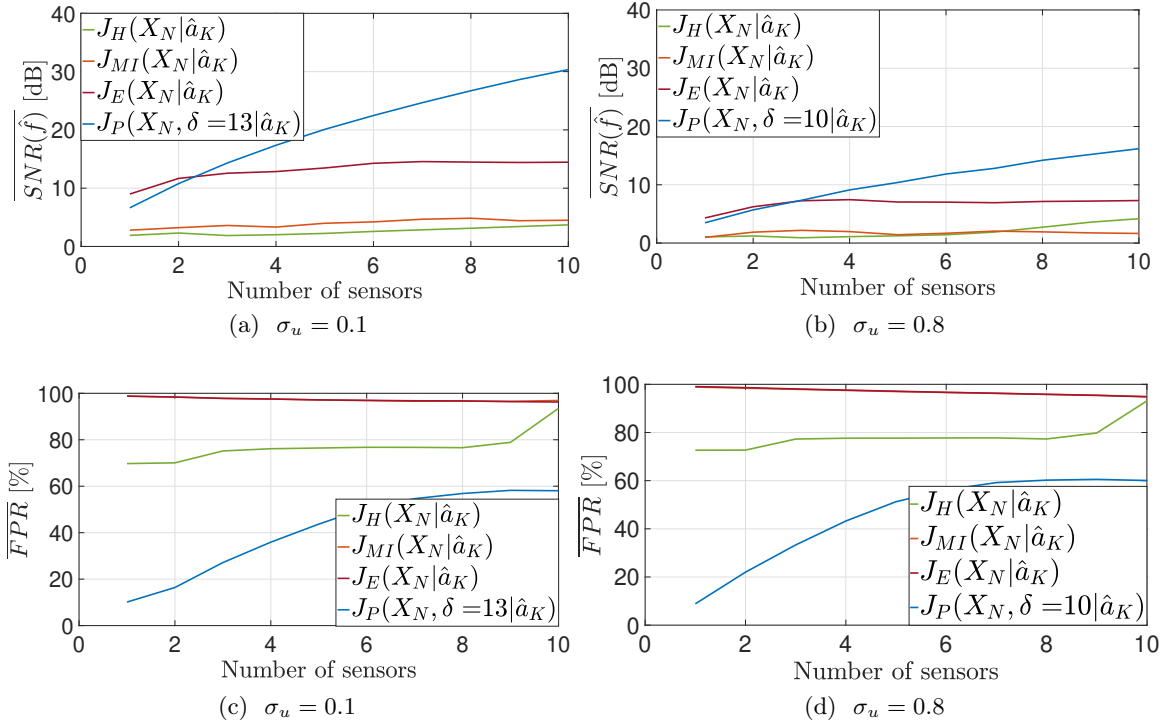 40
30
20
10
0
0 2 4 6 8 10
SNR(f̂) [dB]
J_H(X_N|â_K)
J_MI(X_N|â_K)
J_E(X_N|â_K)
J_P(X_N, δ =13|â_K)
Number of sensors
(a) σ_u = 0.1
40
30
20
10
0
0 2 4 6 8 10
SNR(f̂) [dB]
J_H(X_N|â_K)
J_MI(X_N|â_K)
J_E(X_N|â_K)
J_P(X_N, δ =10|â_K)
Number of sensors
(b) σ_u = 0.8
100
80
60
40
20
0
0 2 4 6 8 10
FPR [%]
J_H(X_N|â_K)
J_MI(X_N|â_K)
J_E(X_N|â_K)
J_P(X_N, δ =13|â_K)
Number of sensors
(c) σ_u = 0.1
100
80
60
40
20
0
0 2 4 6 8 10
FPR [%]
J_H(X_N|â_K)
J_MI(X_N|â_K)
J_E(X_N|â_K)
J_P(X_N, δ =10|â_K)
Number of sensors
(d) σ_u = 0.8